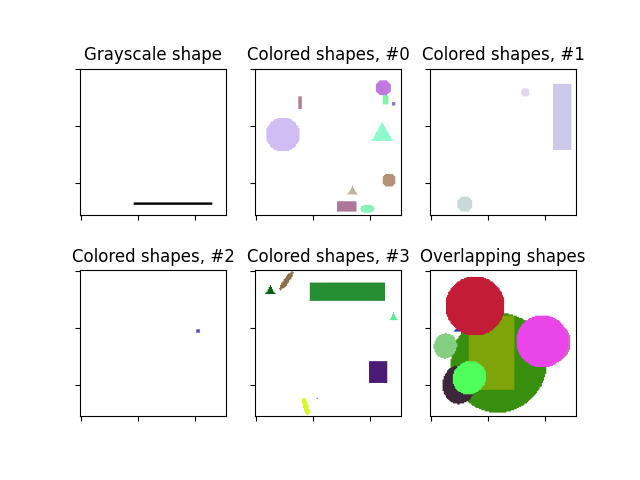 Grayscale shape
Colored shapes, #0
Colored shapes, #1
Colored shapes, #2
Colored shapes, #3
Overlapping shapes